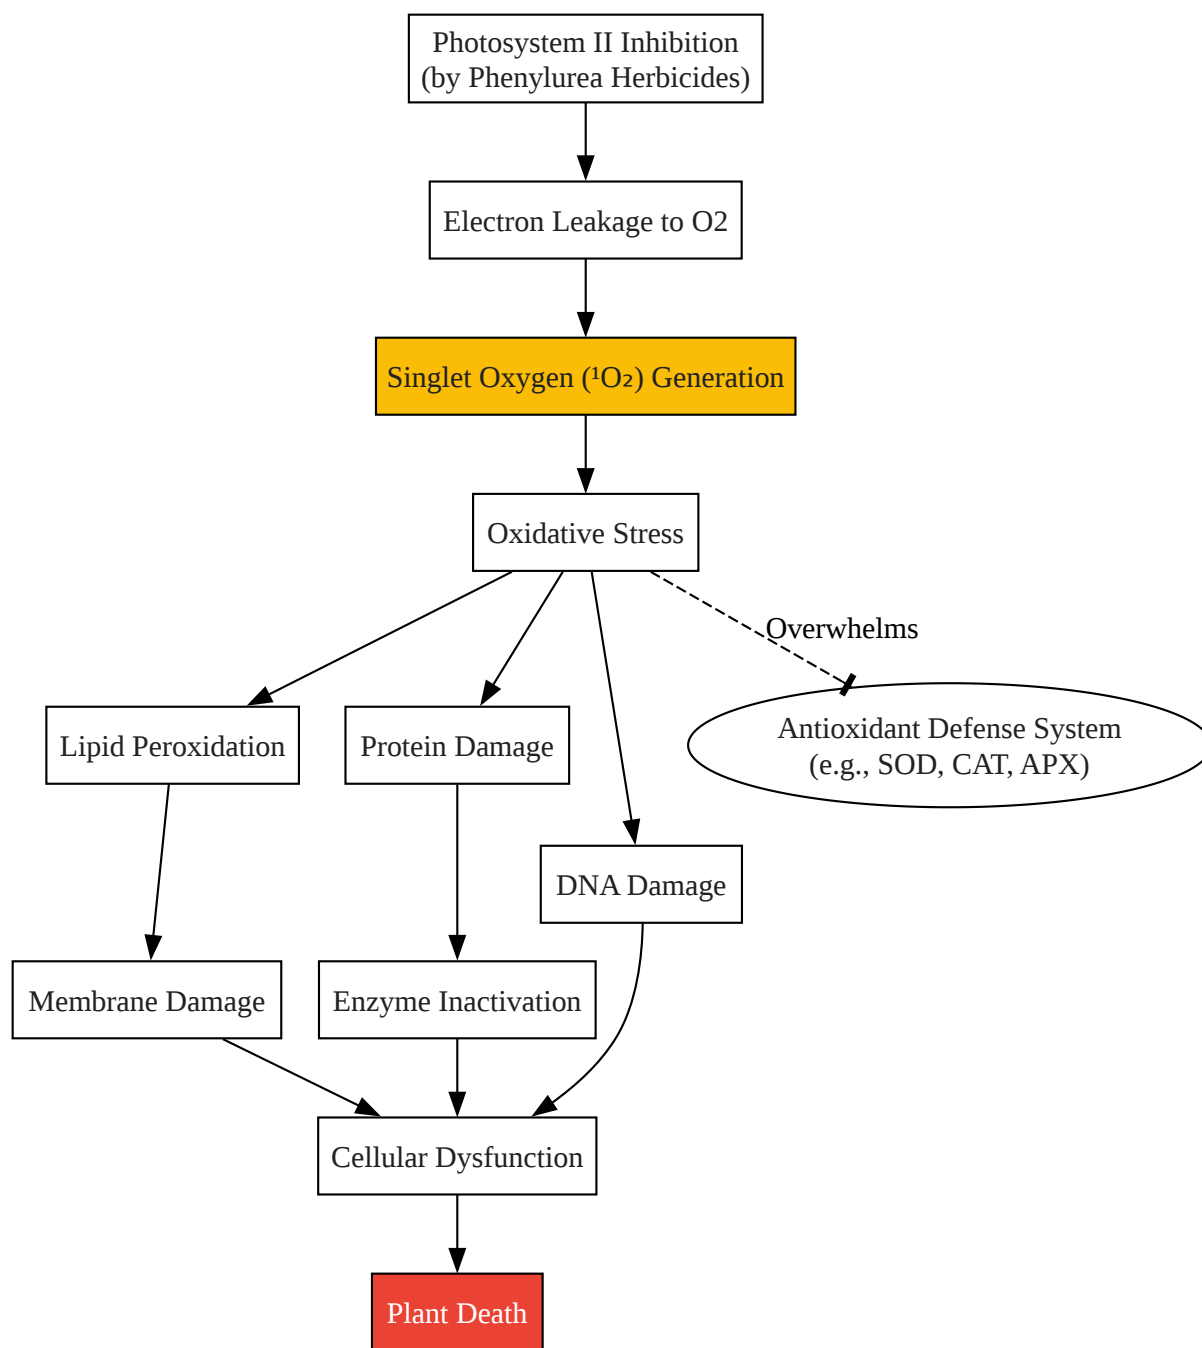 Photosystem II Inhibition
(by Phenylurea Herbicides)
Electron Leakage to O2
Singlet Oxygen (¹O₂) Generation
Oxidative Stress
Overwhelms
Lipid Peroxidation
Protein Damage
Antioxidant Defense System
(e.g., SOD, CAT, APX)
DNA Damage
Membrane Damage
Enzyme Inactivation
Cellular Dysfunction
Plant Death